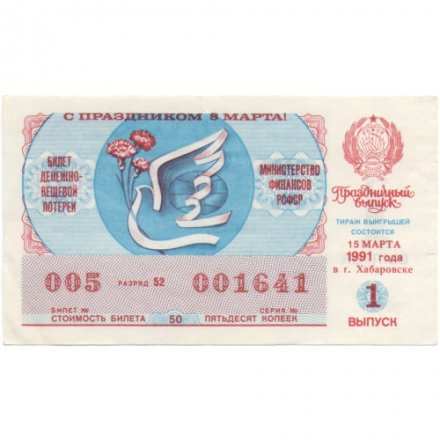 С ПРАЗДНИКОМ 8 МАРТА!
БИЛЕТ
ДЕНЕЖНО-
ВЕЩЕВОЙ
ЛОТЕРЕИ
МИНИСТЕРСТВО
ФИНАНСОВ
РСФСР
Праздничный
выпуск
ТИРАЖ ВЫИГРЫШЕЙ
СОСТОИТСЯ
15 МАРТА
1991 года
в г. Хабаровске
1
ВЫПУСК
005 РАЗРЯД 52 001641
БИЛЕТ № СЕРИЯ №
СТОИМОСТЬ БИЛЕТА 50 ПЯТЬДЕСЯТ КОПЕЕК